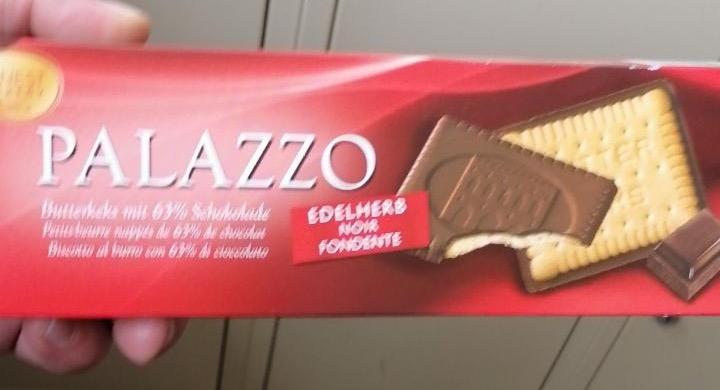 PALAZZO
Butterkeks mit 63% Schokolade
Petit beurre nappés de 63% de chocolat
Biscotto al burro con 63% di cioccolato
EDELHERB
NOIR
FONDENTE